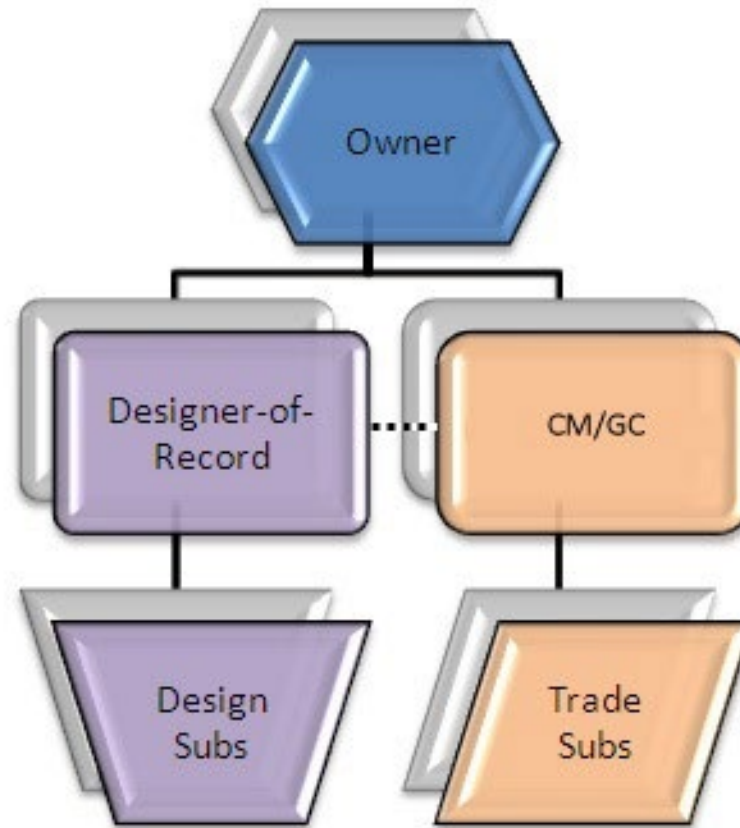 Owner
Designer-of-
Record
CM/GC
Design
Subs
Trade
Subs